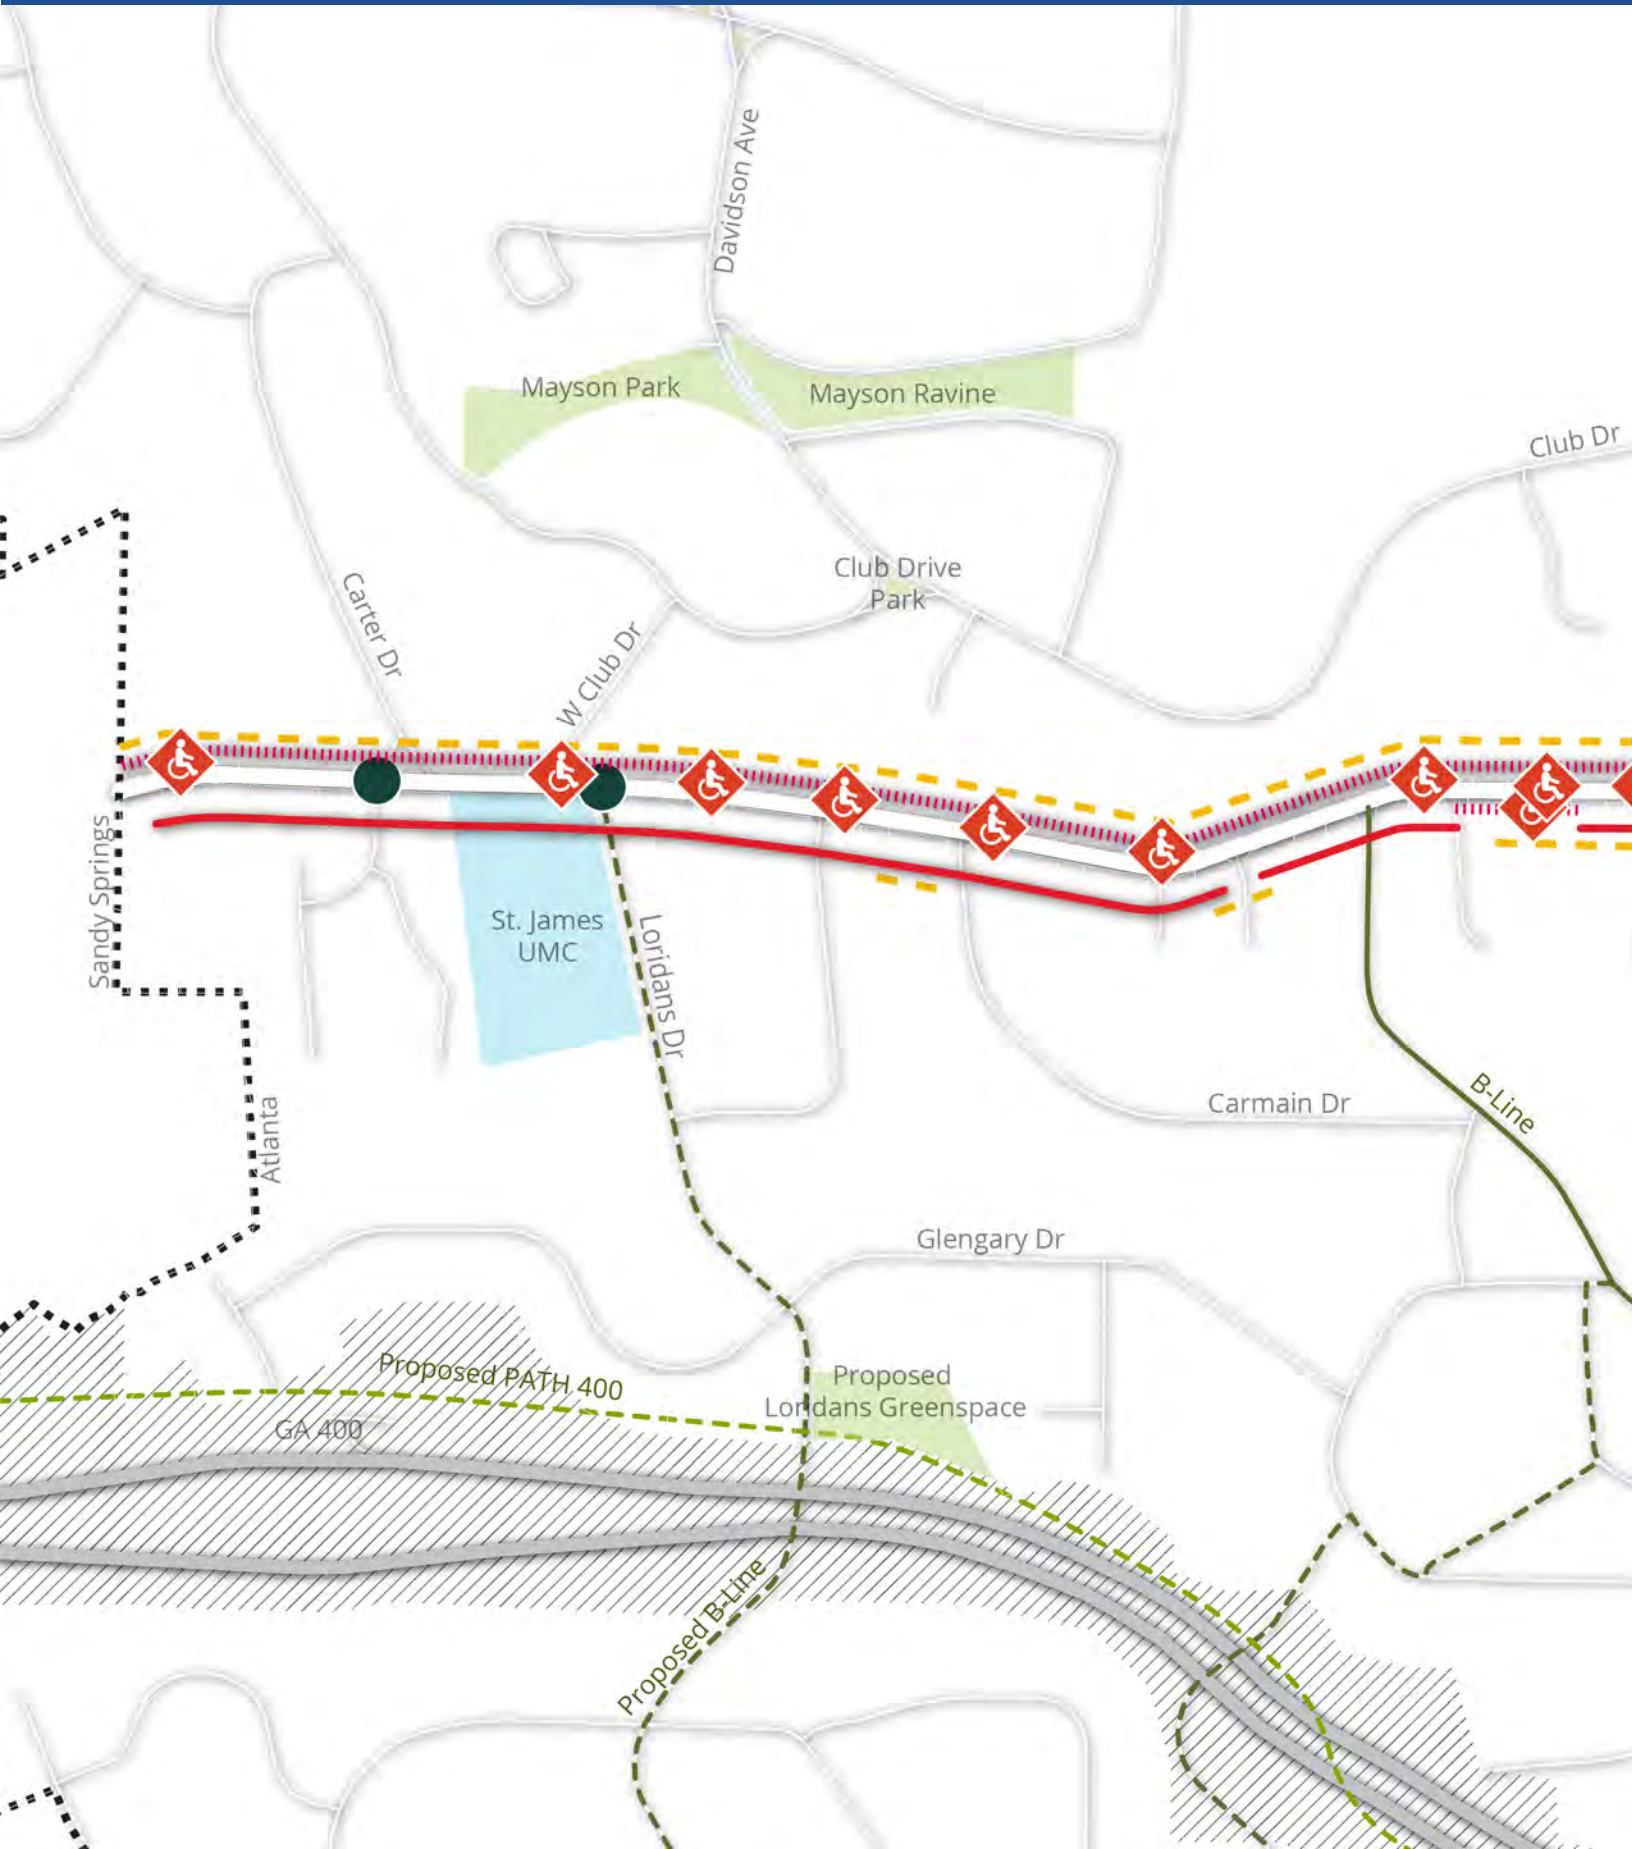 Davidson Ave
Mayson Park
Mayson Ravine
Club Dr
Club Drive
Park
Carter Dr
W Club Dr
Sandy Springs
St. James
UMC
Loridans Dr
Atlanta
Carmain Dr
B-Line
Glengary Dr
Proposed PATH 400
Proposed
Loridans Greenspace
GA 400
Proposed B-Line